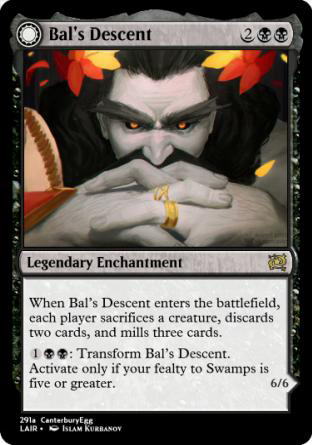 Bal's Descent 2
Legendary Enchantment
When Bal's Descent enters the battlefield,
each player sacrifices a creature, discards
two cards, and mills three cards.
1: Transform Bal's Descent.
Activate only if your fealty to Swamps is
five or greater.
6/6
291a CanterburyEgg
LAIR • Islam Kurbanov